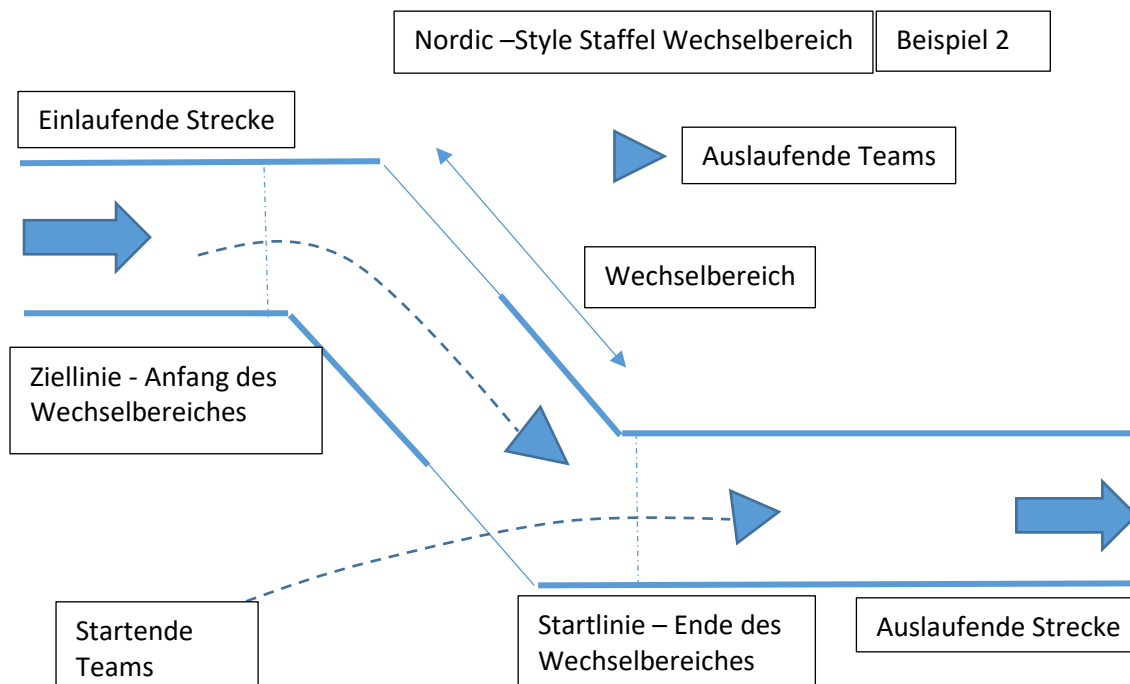 Nordic –Style Staffel Wechselbereich
Beispiel 2
Einlaufende Strecke
Auslaufende Teams
Wechselbereich
Ziellinie - Anfang des
Wechselbereiches
Startende
Teams
Startlinie – Ende des
Wechselbereiches
Auslaufende Strecke